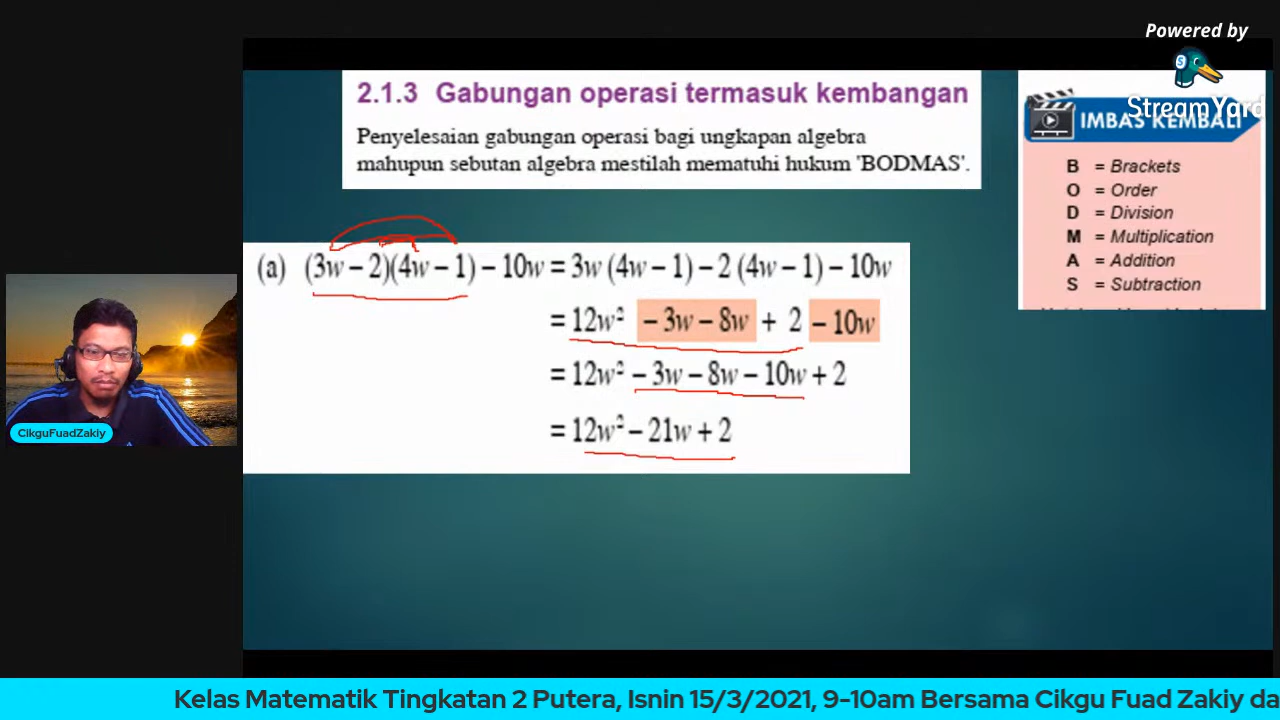 Powered by
StreamYard
2.1.3 Gabungan operasi termasuk kembangan
Penyelesaian gabungan operasi bagi ungkapan algebra
mahupun sebutan algebra mestilah mematuhi hukum 'BODMAS'.
IMBAS KEMBALI
B = Brackets
O = Order
D = Division
M = Multiplication
A = Addition
S = Subtraction
(a) (3w – 2)(4w – 1) – 10w = 3w (4w – 1) – 2 (4w – 1) – 10w
= 12w² – 3w – 8w + 2 – 10w
= 12w² – 3w – 8w – 10w + 2
= 12w² – 21w + 2
CikguFuadZakiy
Kelas Matematik Tingkatan 2 Putera, Isnin 15/3/2021, 9-10am Bersama Cikgu Fuad Zakiy da